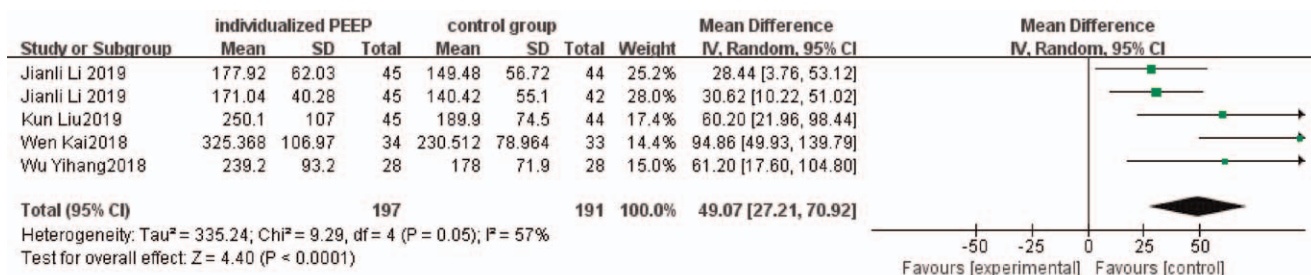 individualized PEEP control group Mean Difference Mean Difference
Study or Subgroup Mean SD Total Mean SD Total Weight IV, Random, 95% CI IV, Random, 95% CI
Jianli Li 2019 177.92 62.03 45 149.48 56.72 44 25.2% 28.44 [3.76, 53.12]
Jianli Li 2019 171.04 40.28 45 140.42 55.1 42 28.0% 30.62 [10.22, 51.02]
Kun Liu2019 250.1 107 45 189.9 74.5 44 17.4% 60.20 [21.96, 98.44]
Wen Kai2018 325.368 106.97 34 230.512 78.964 33 14.4% 94.86 [49.93, 139.79]
Wu Yihang2018 239.2 93.2 28 178 71.9 28 15.0% 61.20 [17.60, 104.80]
Total (95% CI) 197 191 100.0% 49.07 [27.21, 70.92]
Heterogeneity: Tau² = 335.24; Chi² = 9.29, df = 4 (P = 0.05); I² = 57%
Test for overall effect: Z = 4.40 (P < 0.0001)
-50 -25 0 25 50
Favours [experimental] Favours [control]